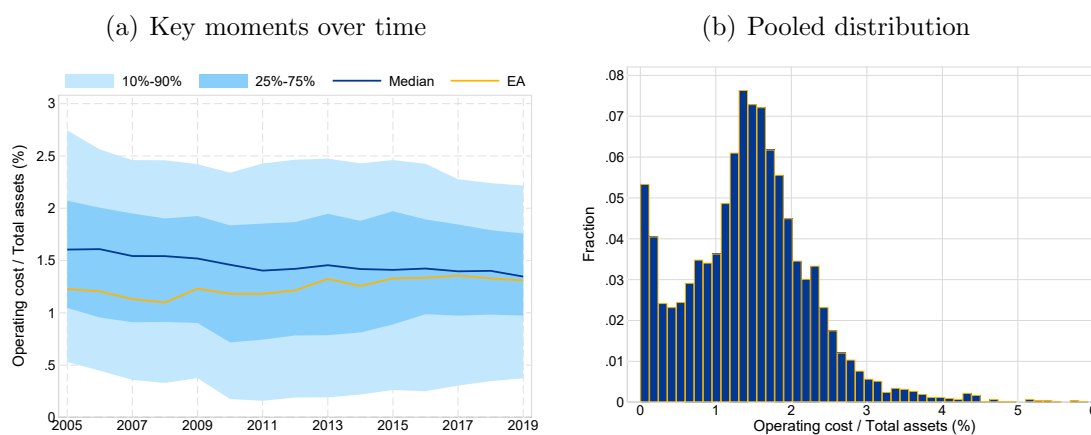 (a) Key moments over time
10%-90% 25%-75% Median EA
Operating cost / Total assets (%)
3
2.5
2
1.5
1
.5
0
2005 2007 2009 2011 2013 2015 2017 2019
(b) Pooled distribution
Fraction
.08
.07
.06
.05
.04
.03
.02
.01
0
0 1 2 3 4 5 6
Operating cost / Total assets (%)